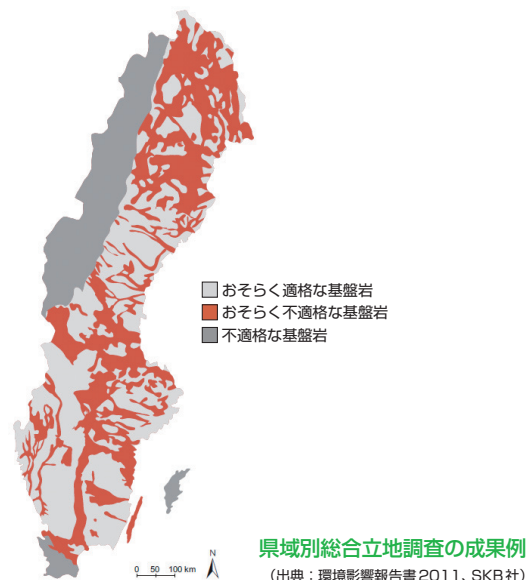 おそらく適格な基盤岩
おそらく不適格な基盤岩
不適格な基盤岩
N
0 50 100 km
県域別総合立地調査の成果例
（出典：環境影響報告書2011、SKB社）